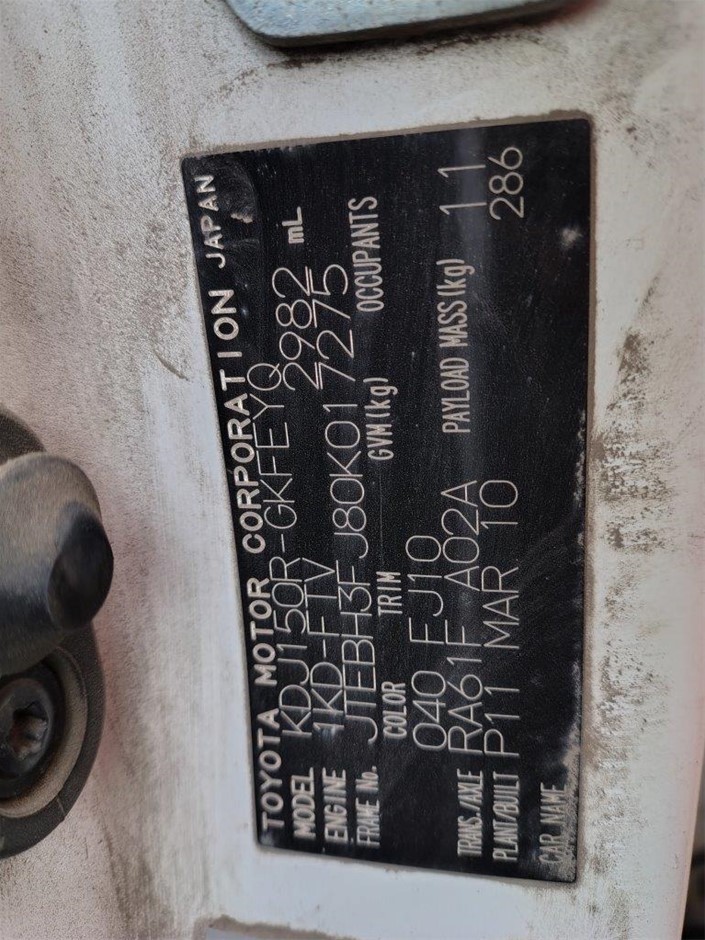 TOYOTA MOTOR CORPORATION JAPAN
MODEL KDJ150R-GKFEYQ
ENGINE 1KD-FTV 2982 mL
FRAME No. JTEBH3FJ80K017275
COLOR TRIM GVM(kg) OCCUPANTS
040 FJ10
TRANS./AXLE RA61F A02A PAYLOAD MASS(kg) 11
PLANT/BUILT P11 MAR 10 286
CAR NAME